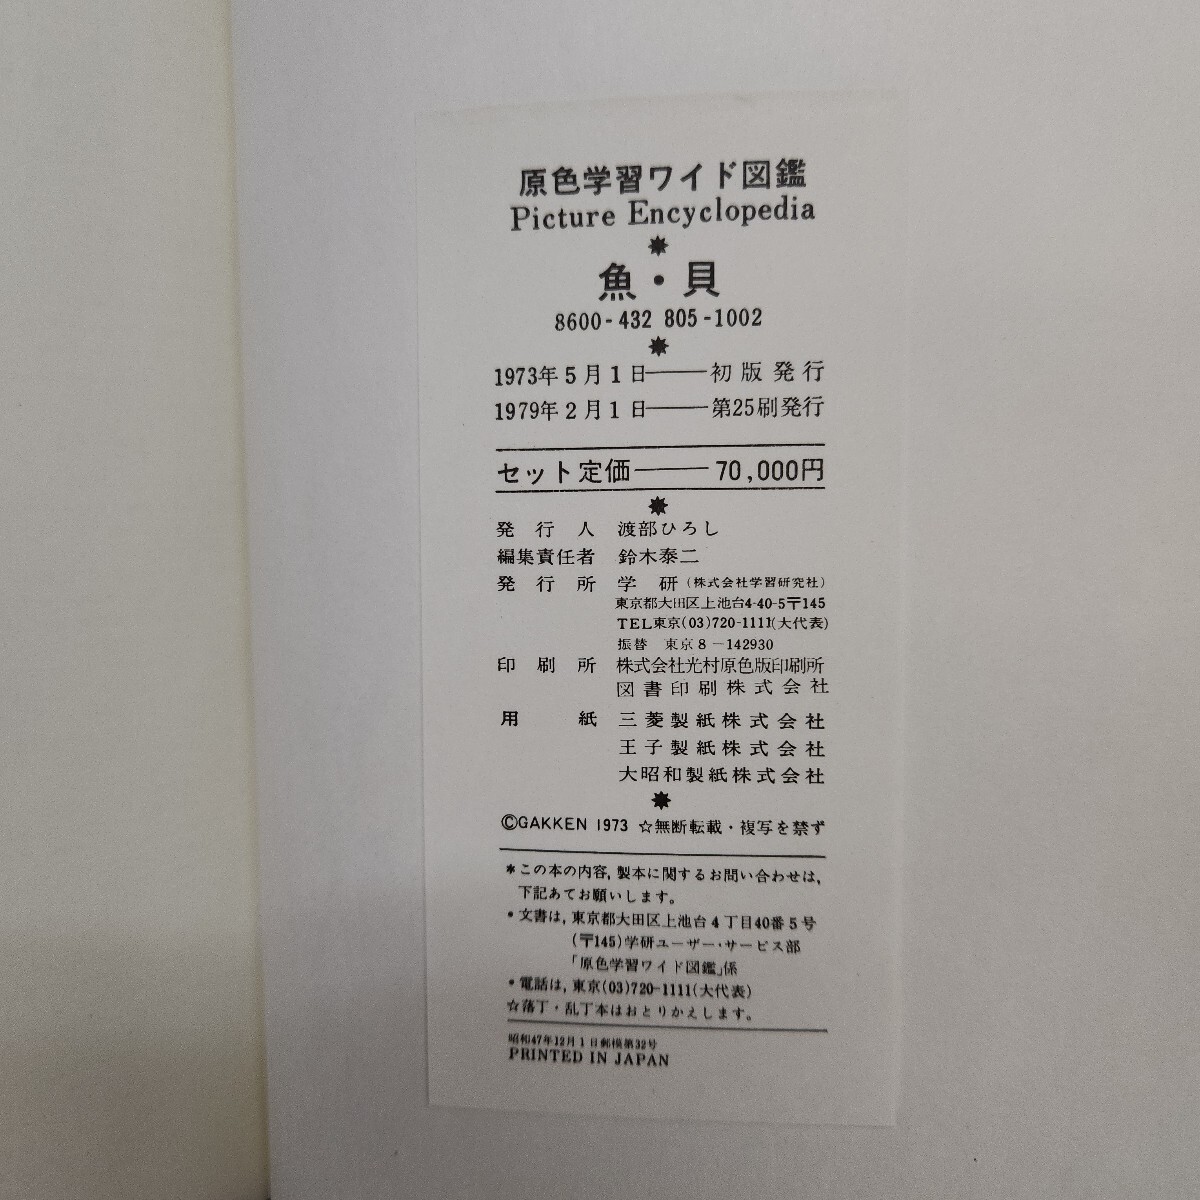 原色学習ワイド図鑑
Picture Encyclopedia
魚・貝
8600-432 805-1002
1973年5月1日——初版発行
1979年2月1日——第25刷発行
セット定価——70,000円
発行人 渡部ひろし
編集責任者 鈴木泰二
発行所 学研(株式会社学習研究社)
東京都大田区上池台4-40-5〒145
TEL東京(03)720-1111(大代表)
振替 東京8-142930
印刷所 株式会社光村原色版印刷所
図書印刷株式会社
用紙 三菱製紙株式会社
王子製紙株式会社
大昭和製紙株式会社
©GAKKEN 1973 ☆無断転載・複写を禁ず
*この本の内容,製本に関するお問い合わせは,
下記あてお願いします。
・文書は,東京都大田区上池台4丁目40番5号
(〒145)学研ユーザー・サービス部
「原色学習ワイド図鑑」係
・電話は,東京(03)720-1111(大代表)
☆落丁・乱丁本はおとりかえします。
昭和47年12月1日郵模第32号
PRINTED IN JAPAN